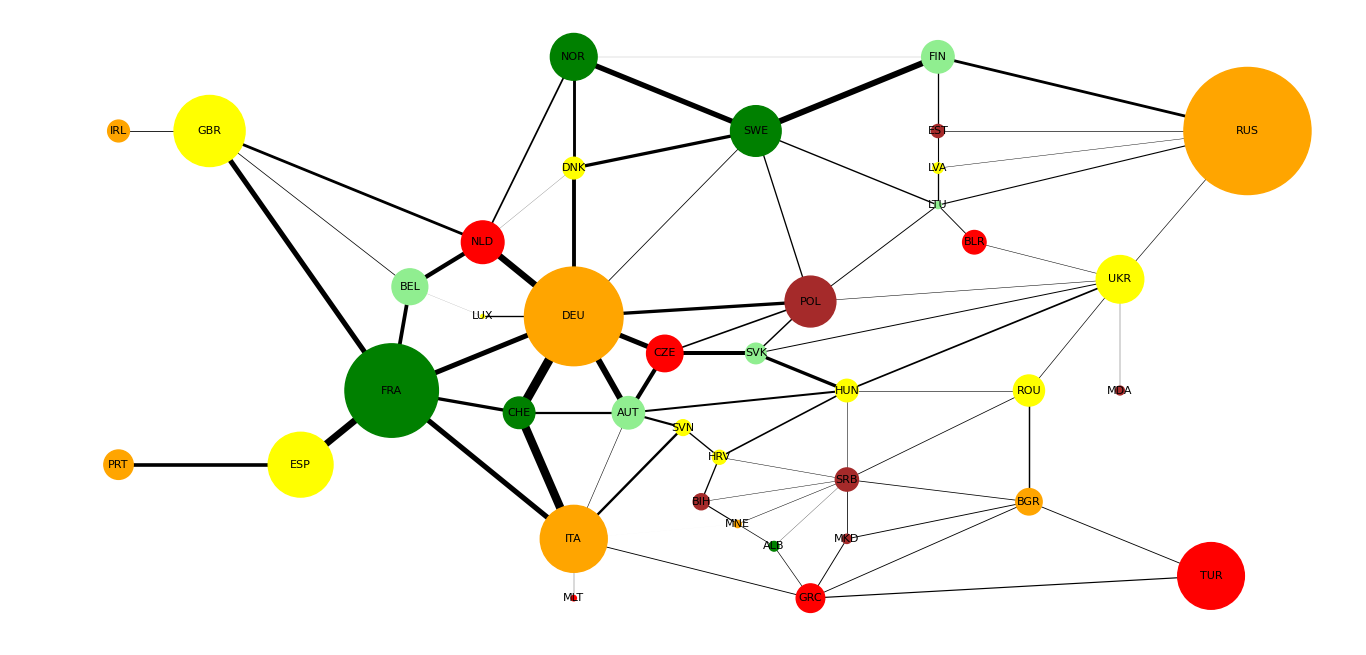 NOR
FIN
IRL
GBR
SWE
EST
RUS
DNK
LVA
LTU
NLD
BLR
BEL
UKR
LUX
DEU
POL
CZE
SVK
FRA
HUN
ROU
MDA
CHE
AUT
SVN
HRV
PRT
ESP
SRB
BIH
BGR
MNE
ITA
ALB
MKD
TUR
MLT
GRC